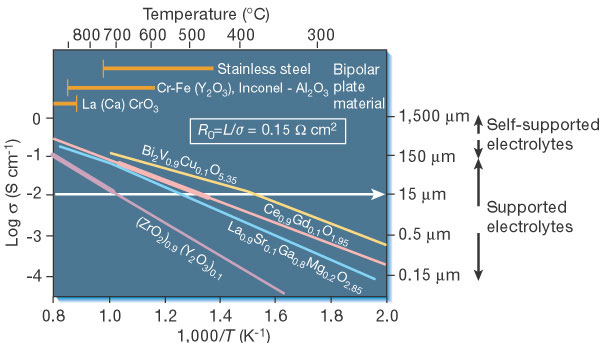 Temperature (°C)
800 700 600 500 400 300
Stainless steel
Bipolar
Cr-Fe (Y₂O₃), Inconel - Al₂O₃
plate
La (Ca) CrO₃
material
R₀=L/σ = 0.15 Ω cm²
Bi₂V₀.₉Cu₀.₁O₅.₃₅
Ce₀.₉Gd₀.₁O₁.₉₅
La₀.₉Sr₀.₁Ga₀.₈Mg₀.₂O₂.₈₅
(ZrO₂)₀.₉ (Y₂O₃)₀.₁
Log σ (S cm⁻¹)
0
-1
-2
-3
-4
1,500 μm
150 μm
15 μm
0.5 μm
0.15 μm
Self-supported
electrolytes
Supported
electrolytes
0.8 1.0 1.2 1.4 1.6 1.8 2.0
1,000/T (K⁻¹)